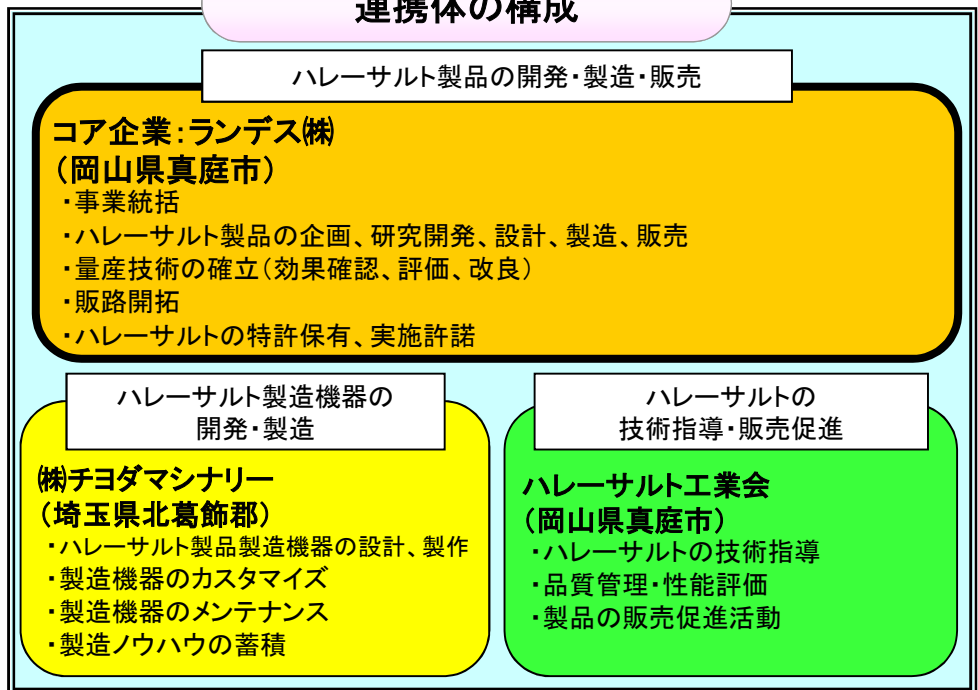 連携体の構成
ハレーサルト製品の開発・製造・販売
コア企業：ランデス㈱
（岡山県真庭市）
・事業統括
・ハレーサルト製品の企画、研究開発、設計、製造、販売
・量産技術の確立（効果確認、評価、改良）
・販路開拓
・ハレーサルトの特許保有、実施許諾
ハレーサルト製造機器の
開発・製造
㈱チヨダマシナリー
（埼玉県北葛飾郡）
・ハレーサルト製品製造機器の設計、製作
・製造機器のカスタマイズ
・製造機器のメンテナンス
・製造ノウハウの蓄積
ハレーサルトの
技術指導・販売促進
ハレーサルト工業会
（岡山県真庭市）
・ハレーサルトの技術指導
・品質管理・性能評価
・製品の販売促進活動